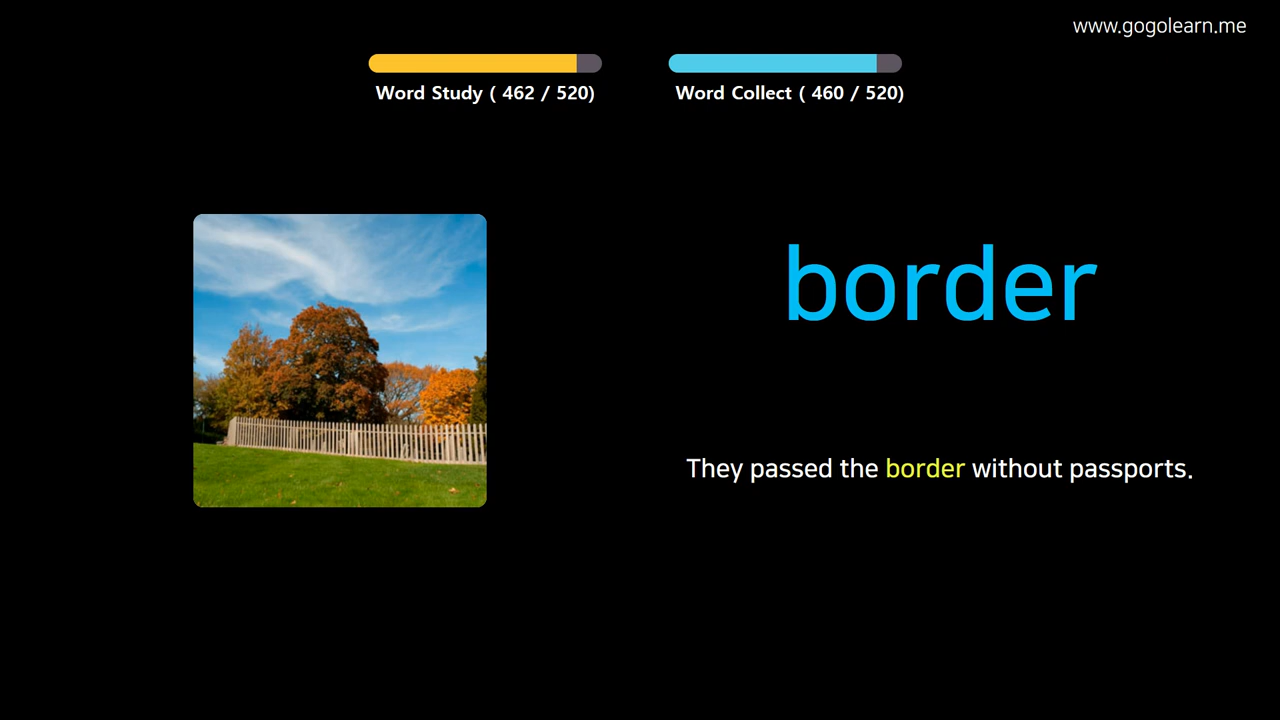 www.gogolearn.me
Word Study ( 462 / 520)
Word Collect ( 460 / 520)
border
They passed the border without passports.